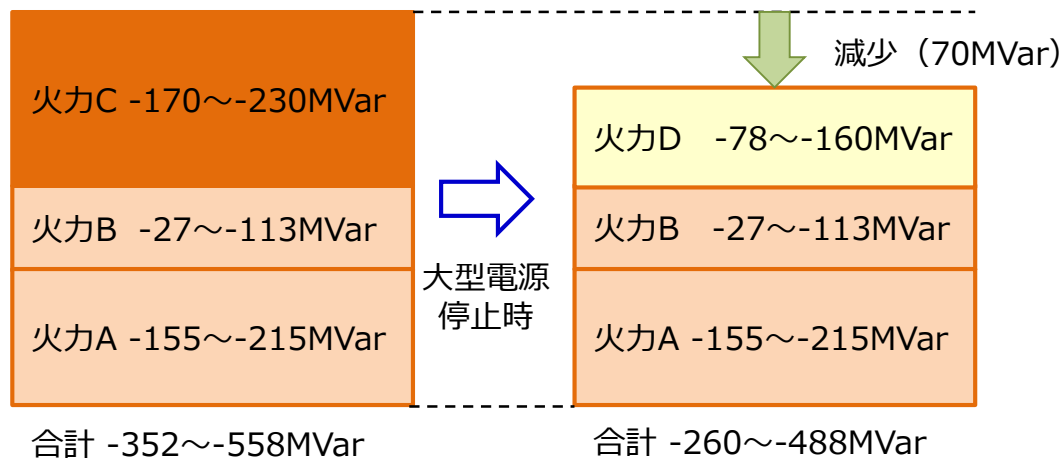 減少（70MVar）
火力C -170～-230MVar
火力B -27～-113MVar
火力A -155～-215MVar
合計 -352～-558MVar
大型電源
停止時
火力D -78～-160MVar
火力B -27～-113MVar
火力A -155～-215MVar
合計 -260～-488MVar